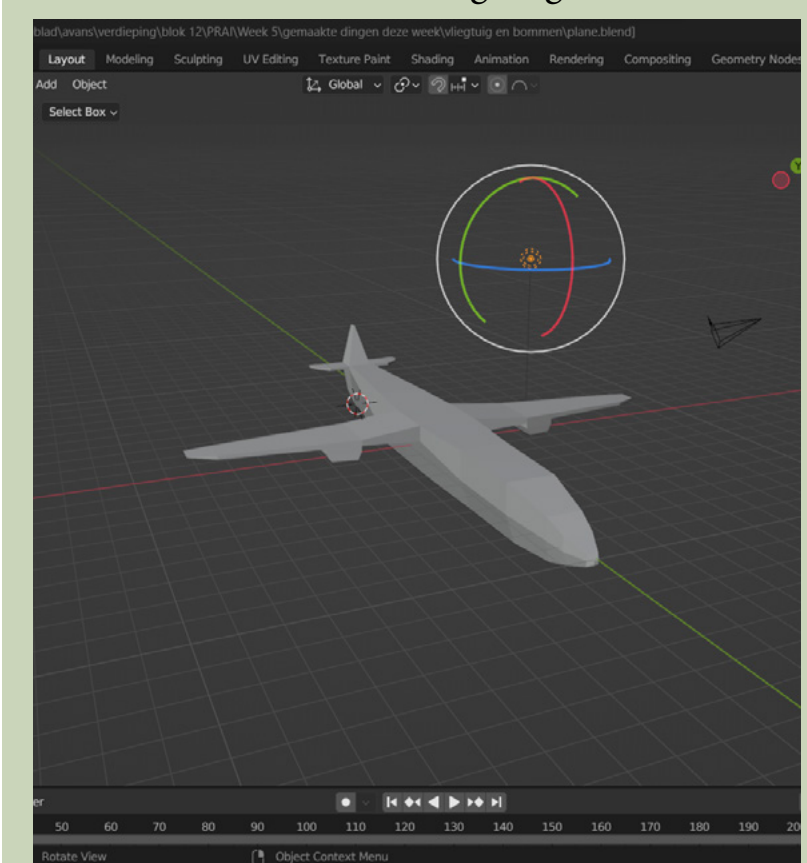 blad\avans\verdieping\blok 12\PRAI\Week 5\gemaakte dingen deze week\vliegtuig en bommen\plane.blend]
Layout Modeling Sculpting UV Editing Texture Paint Shading Animation Rendering Compositing Geometry Nodes
Add Object Global
Select Box
Y
er
50 60 70 80 90 100 110 120 130 140 150 160 170 180 190 20
Rotate View Object Context Menu